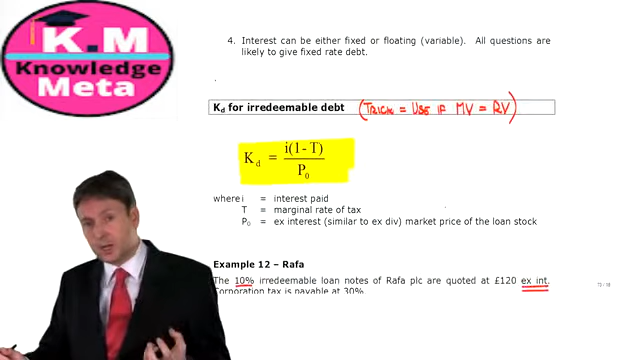 K.M
Knowledge
Meta
4. Interest can be either fixed or floating (variable). All questions are
likely to give fixed rate debt.
Kd for irredeemable debt (TRICK = USE IF MV = RV)
Kd = i(1 - T)
P0
where i = interest paid
T = marginal rate of tax
P0 = ex interest (similar to ex div) market price of the loan stock
Example 12 – Rafa
The 10% irredeemable loan notes of Rafa plc are quoted at £120 ex int.
Corporation tax is payable at 30%.